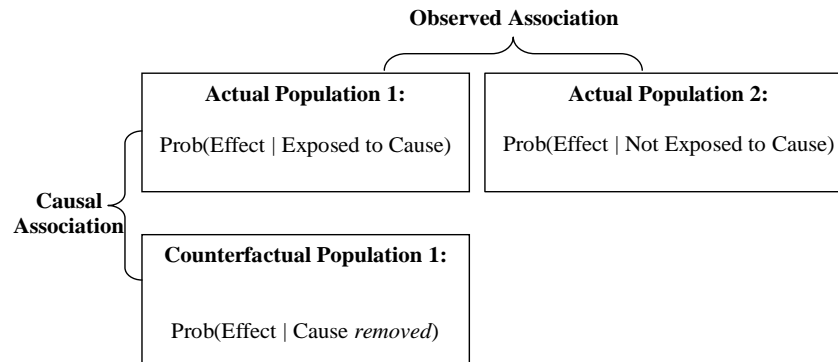 Observed Association
Actual Population 1:
Prob(Effect | Exposed to Cause)
Actual Population 2:
Prob(Effect | Not Exposed to Cause)
Causal
Association
Counterfactual Population 1:
Prob(Effect | Cause removed)